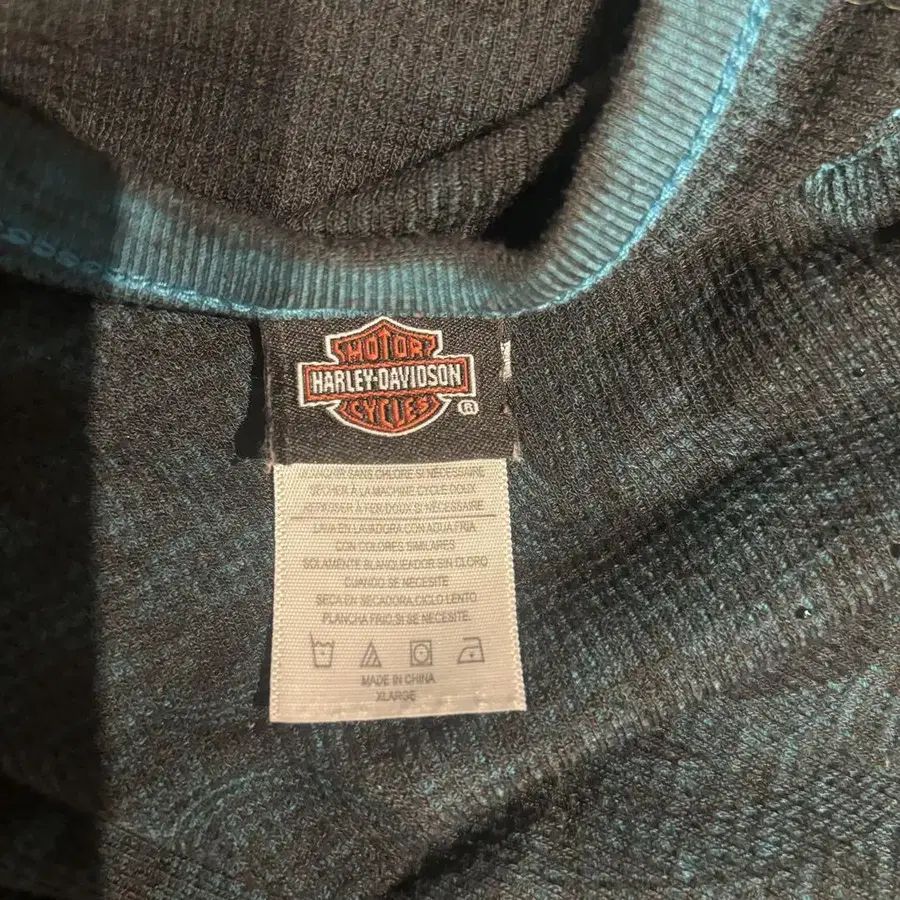 MOTOR
HARLEY-DAVIDSON
CYCLES
®
SANS CHLORE SI NÉCESSAIRE
SÉCHER À LA MACHINE CYCLE DOUX
REPASSER À FER DOUX SI NÉCESSAIRE
LAVA EN LAVADORA CON AQUA FRIA
CON COLORES SIMILARES
SOLAMENTE BLANQUEADOR SIN CLORO
CUANDO SE NECESITE
SECA EN SECADORA,CICLO LENTO
PLANCHA FRIO,SI SE NECESITE.
MADE IN CHINA
XLARGE